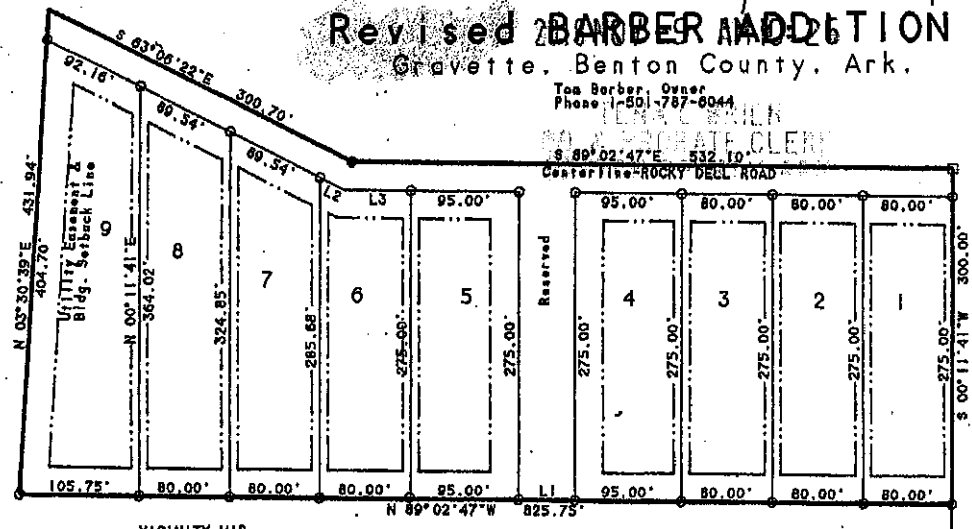 Revised BARBER ADDITION
Gravette, Benton County, Ark.
Tom Barber, Owner
Phone 1-501-787-6044
PROBATE CLERK
S 63°06'22"E 300.70'
S 89°02'47"E 532.10'
Centerline-ROCKY DELL ROAD
92.16'
89.54'
89.54'
L2
L3
95.00'
95.00'
80.00'
80.00'
80.00'
N 03°30'39"E 431.94'
404.70'
Utility Easement &
Bldg. Setback Line
9
N 00°11'41"E
364.02'
8
324.85'
7
285.68'
6
275.00'
5
275.00'
Reserved
275.00'
4
275.00'
3
275.00'
2
275.00'
1
275.00'
S 00°11'41"W 300.00'
105.75'
80.00'
80.00'
80.00'
95.00'
L1
95.00'
80.00'
80.00'
80.00'
N 89°02'47"W 825.75'